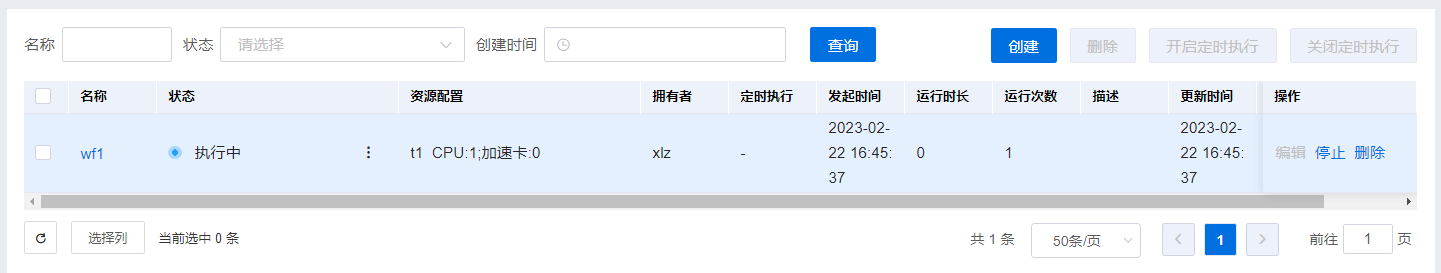 名称 状态 请选择 创建时间 查询 创建 删除 开启定时执行 关闭定时执行
名称 状态 资源配置 拥有者 定时执行 发起时间 运行时长 运行次数 描述 更新时间 操作
wf1 执行中 t1 CPU:1;加速卡:0 xlz - 2023-02-22 16:45:37 0 1 2023-02-22 16:45:37 编辑 停止 删除
选择列 当前选中 0 条 共 1 条 50条/页 1 前往 1 页